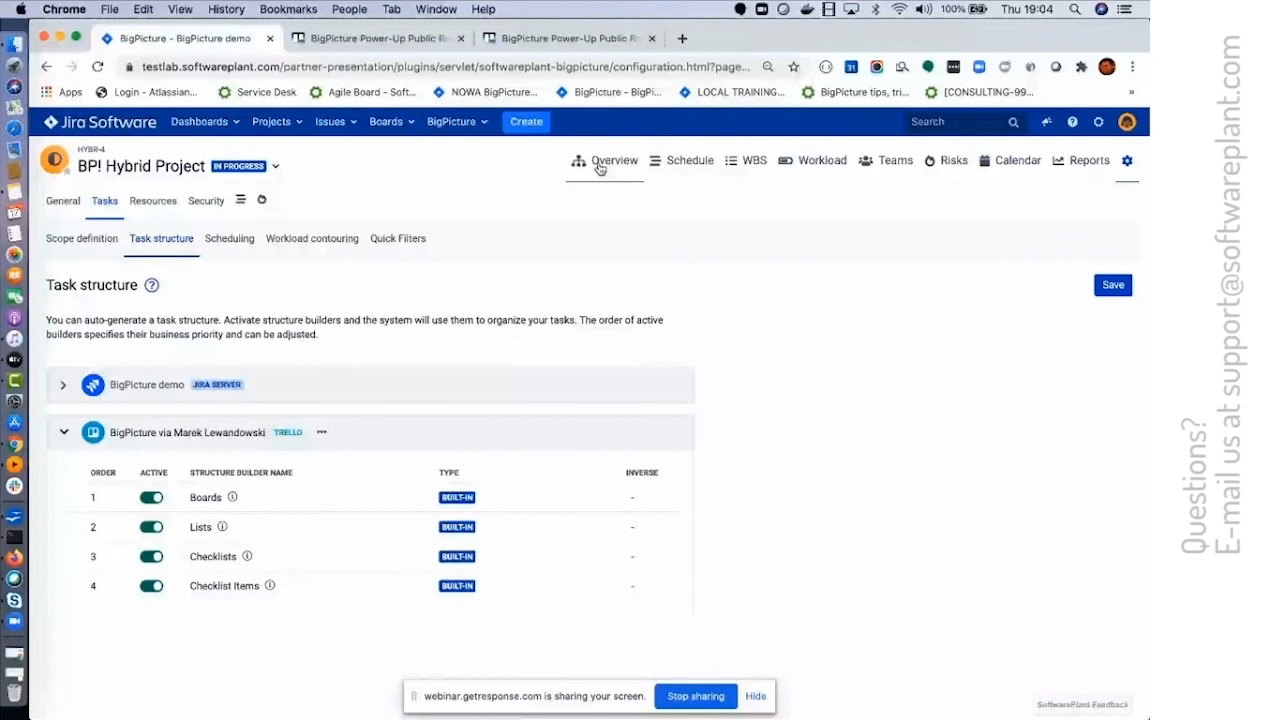 Chrome File Edit View History Bookmarks People Tab Window Help 100% Thu 19:04
BigPicture - BigPicture demo
BigPicture Power-Up Public Ro
BigPicture Power-Up Public Ro
testlab.softwareplant.com/partner-presentation/plugins/servlet/softwareplant-bigpicture/configuration.html?page...
Apps Login - Atlassian... Service Desk Agile Board - Soft... NOWA BigPicture... BigPicture - BigPi... LOCAL TRAINING... BigPicture tips, tri... [CONSULTING-99... »
Jira Software Dashboards Projects Issues Boards BigPicture Create Search
HYBR-4
BP! Hybrid Project IN PROGRESS
Overview Schedule WBS Workload Teams Risks Calendar Reports
General Tasks Resources Security
Scope definition Task structure Scheduling Workload contouring Quick Filters
Task structure
Save
You can auto-generate a task structure. Activate structure builders and the system will use them to organize your tasks. The order of active
builders specifies their business priority and can be adjusted.
BigPicture demo JIRA SERVER
BigPicture via Marek Lewandowski TRELLO
ORDER ACTIVE STRUCTURE BUILDER NAME TYPE INVERSE
1 Boards BUILT-IN -
2 Lists BUILT-IN -
3 Checklists BUILT-IN -
4 Checklist Items BUILT-IN -
webinar.getresponse.com is sharing your screen. Stop sharing Hide
SoftwarePlant Feedback
Questions?
E-mail us at support@softwareplant.com